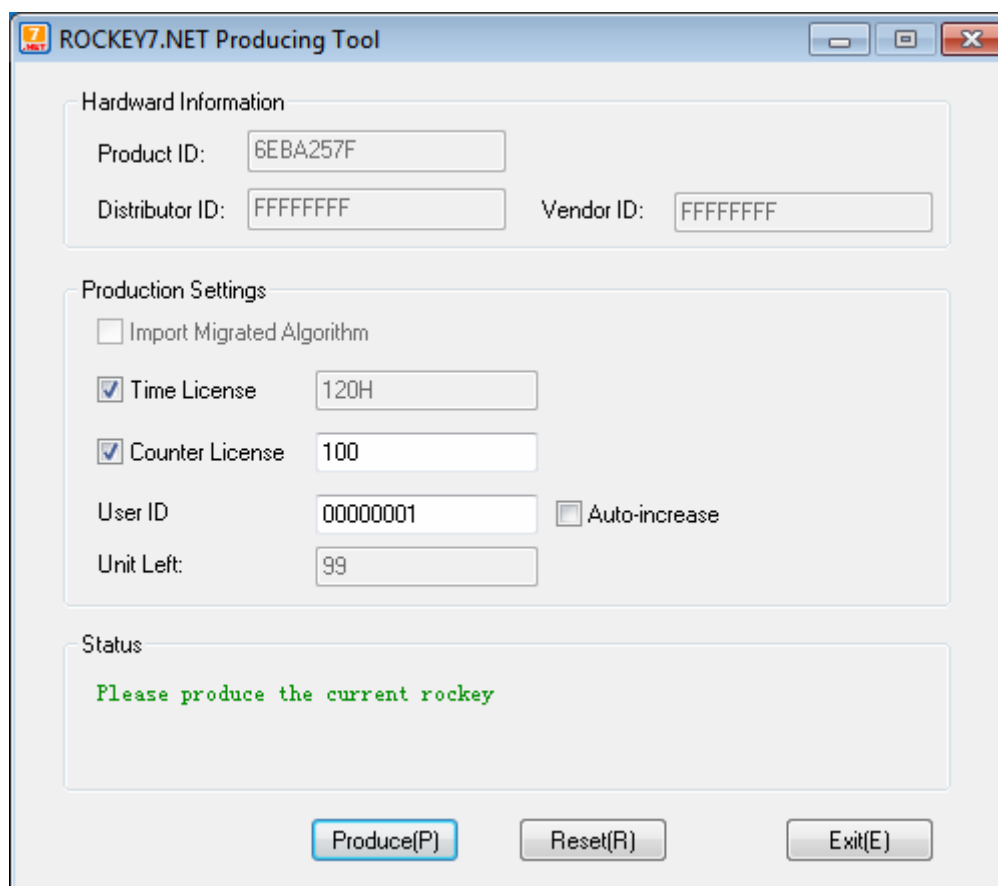 7
.NET
ROCKEY7.NET Producing Tool
Hardward Information
Product ID: 6EBA257F
Distributor ID: FFFFFFFF Vendor ID: FFFFFFFF
Production Settings
Import Migrated Algorithm
Time License 120H
Counter License 100
User ID 00000001 Auto-increase
Unit Left: 99
Status
Please produce the current rockey
Produce(P) Reset(R) Exit(E)